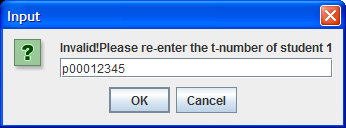 Input
Invalid!Please re-enter the t-number of student 1
p00012345
OK
Cancel